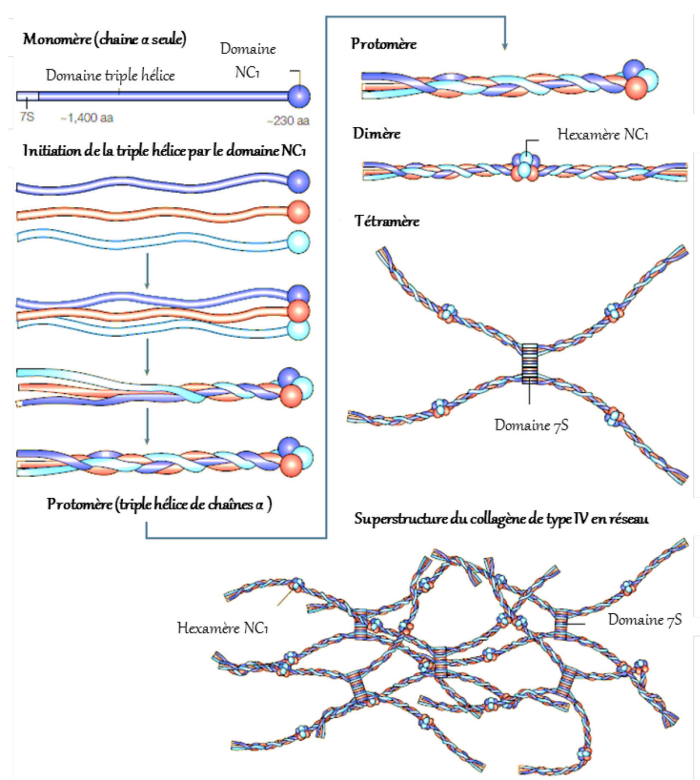 Monomère (chaine α seule)
Domaine
NC1
Domaine triple hélice
7S
~1,400 aa
~230 aa
Initiation de la triple hélice par le domaine NC1
Protomère (triple hélice de chaînes α )
Protomère
Dimère
Hexamère NC1
Tétramère
Domaine 7S
Superstructure du collagène de type IV en réseau
Hexamère NC1
Domaine 7S